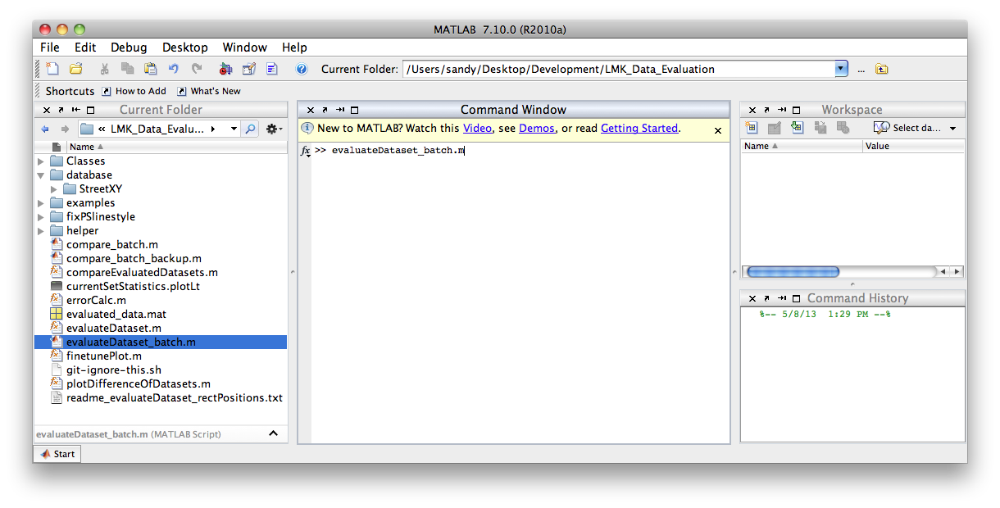 MATLAB 7.10.0 (R2010a)
File Edit Debug Desktop Window Help
Current Folder: /Users/sandy/Desktop/Development/LMK_Data_Evaluation ...
Shortcuts How to Add What's New
Current Folder
« LMK_Data_Evalu...
Name
Classes
database
StreetXY
examples
fixPSlinestyle
helper
compare_batch.m
compare_batch_backup.m
compareEvaluatedDatasets.m
currentSetStatistics.plotLt
errorCalc.m
evaluated_data.mat
evaluateDataset.m
evaluateDataset_batch.m
finetunePlot.m
git-ignore-this.sh
plotDifferenceOfDatasets.m
readme_evaluateDataset_rectPositions.txt
evaluateDataset_batch.m (MATLAB Script)
Start
Command Window
New to MATLAB? Watch this Video, see Demos, or read Getting Started.
fx >> evaluateDataset_batch.m
Workspace
Select da...
Name Value
Command History
%-- 5/8/13 1:29 PM --%